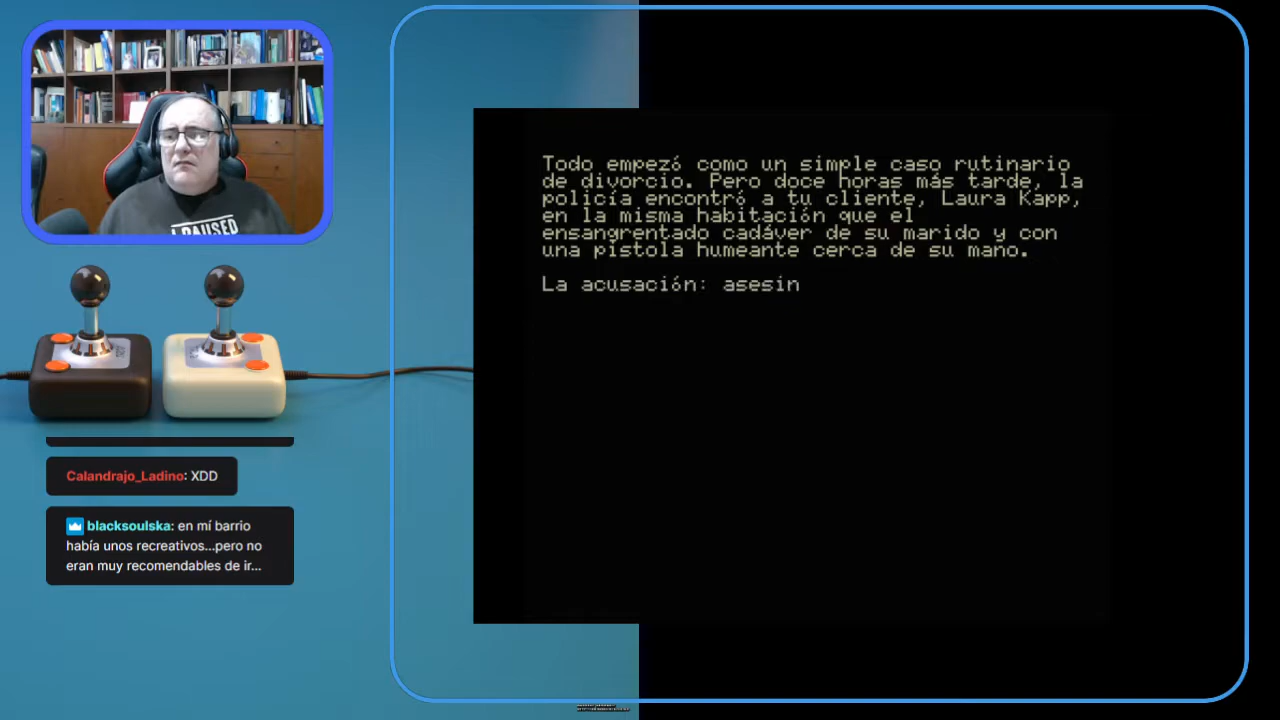 I PAUSED
Todo empezó como un simple caso rutinario
de divorcio. Pero doce horas más tarde, la
policía encontró a tu cliente, Laura Kapp,
en la misma habitación que el
ensangrentado cadáver de su marido y con
una pistola humeante cerca de su mano.
La acusación: asesin
Calandrajo_Ladino: XDD
blacksoulska: en mí barrio
había unos recreativos...pero no
eran muy recomendables de ir...